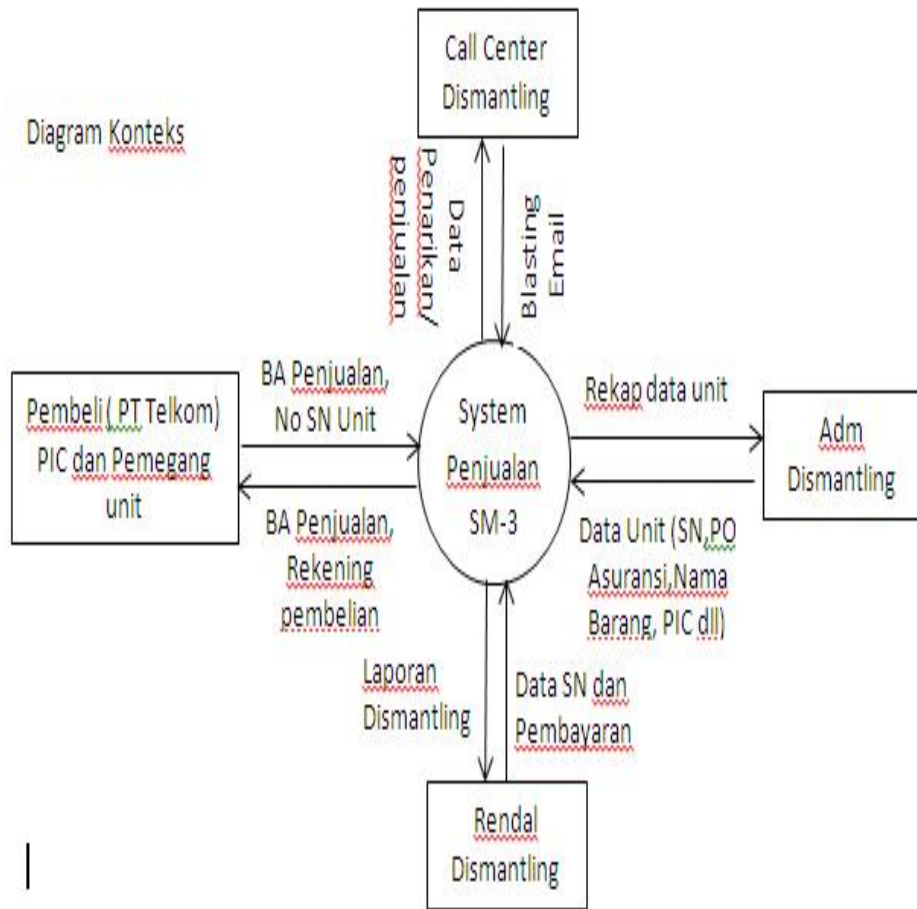 Call Center
Dismantling
Diagram Konteks
Data
Penarikan/
penjualan
Blasting
Email
Pembeli ( PT Telkom)
PIC dan Pemegang
unit
BA Penjualan,
No SN Unit
BA Penjualan,
Rekening
pembelian
System
Penjualan
SM-3
Rekap data unit
Data Unit (SN,PO
Asuransi,Nama
Barang, PIC dll)
Adm
Dismantling
Laporan
Dismantling
Data SN dan
Pembayaran
Rendal
Dismantling